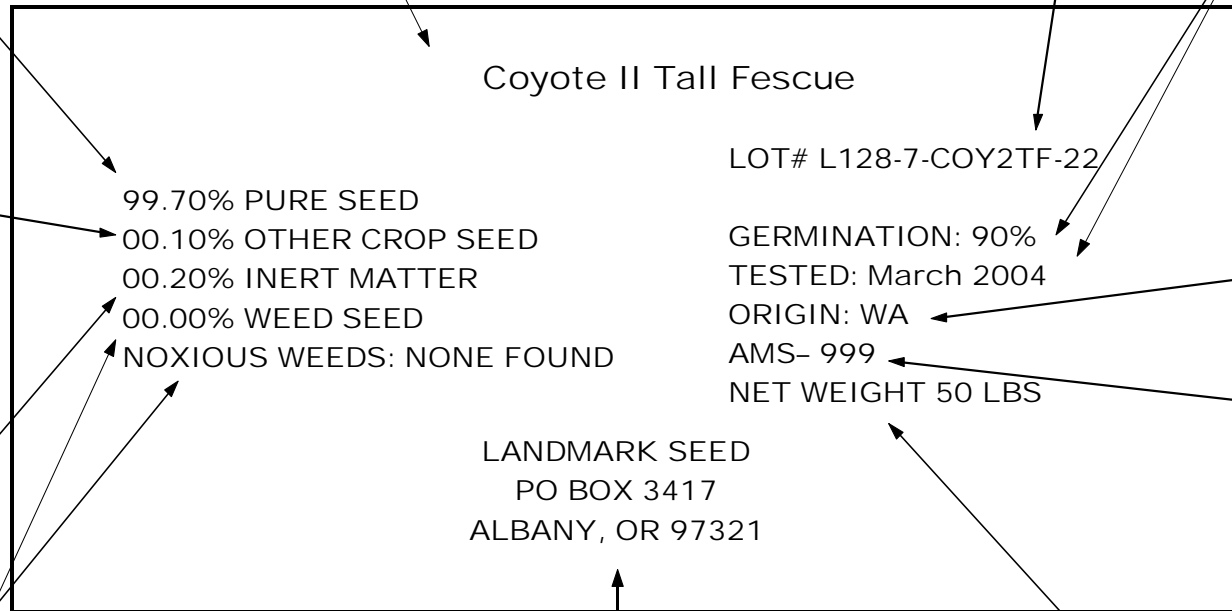 Coyote II Tall Fescue
LOT# L128-7-COY2TF-22
99.70% PURE SEED
00.10% OTHER CROP SEED
00.20% INERT MATTER
00.00% WEED SEED
NOXIOUS WEEDS: NONE FOUND
GERMINATION: 90%
TESTED: March 2004
ORIGIN: WA
AMS– 999
NET WEIGHT 50 LBS
LANDMARK SEED
PO BOX 3417
ALBANY, OR 97321